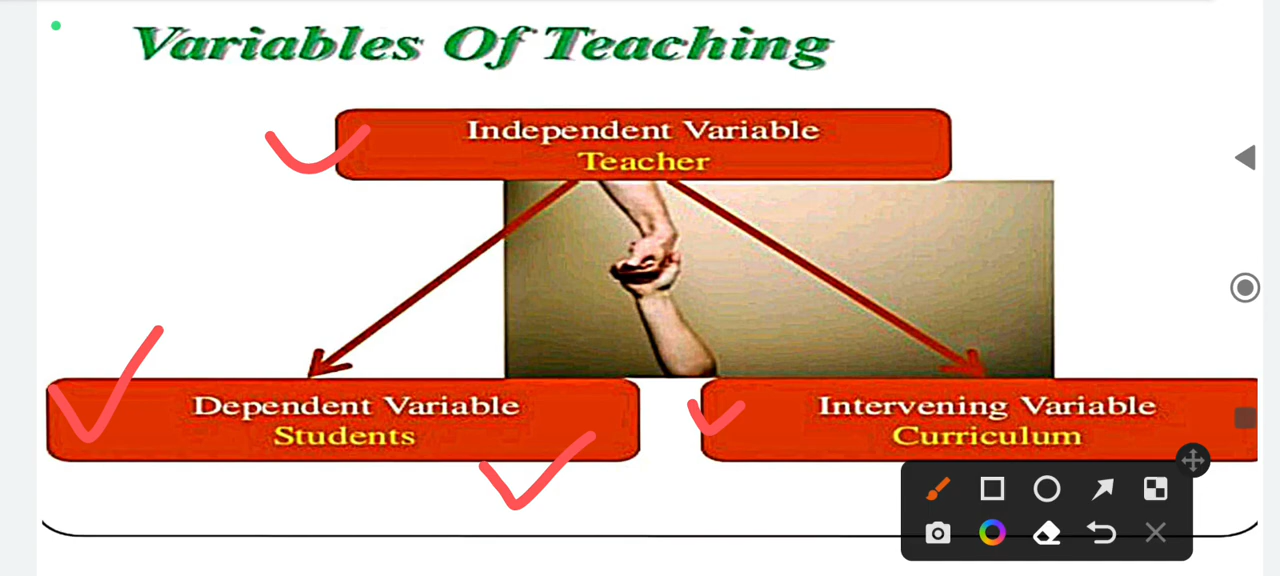 Variables Of Teaching
Independent Variable
Teacher
Dependent Variable
Students
Intervening Variable
Curriculum